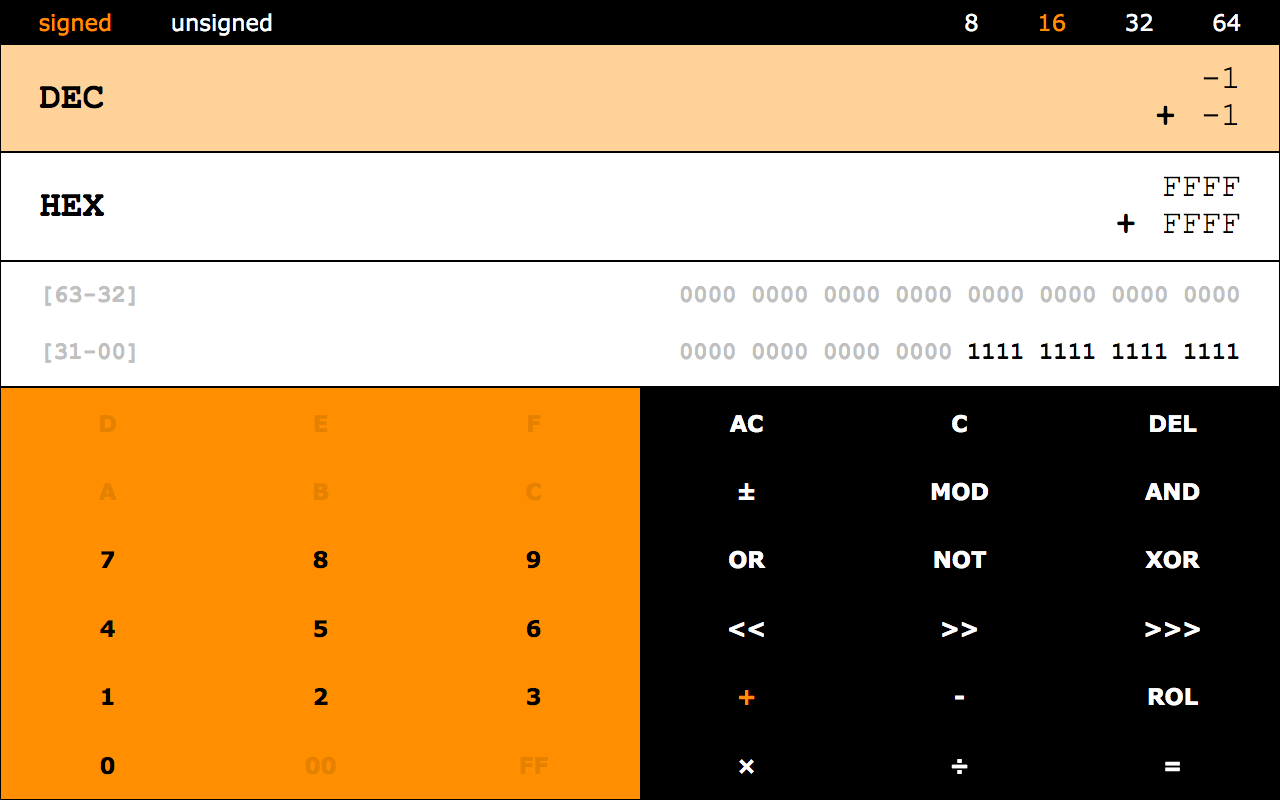 signed unsigned 8 16 32 64
DEC -1
+ -1
HEX FFFF
+ FFFF
[63-32] 0000 0000 0000 0000 0000 0000 0000 0000
[31-00] 0000 0000 0000 0000 1111 1111 1111 1111
D E F AC C DEL
A B C ± MOD AND
7 8 9 OR NOT XOR
4 5 6 << >> >>>
1 2 3 + - ROL
0 00 FF × ÷ =